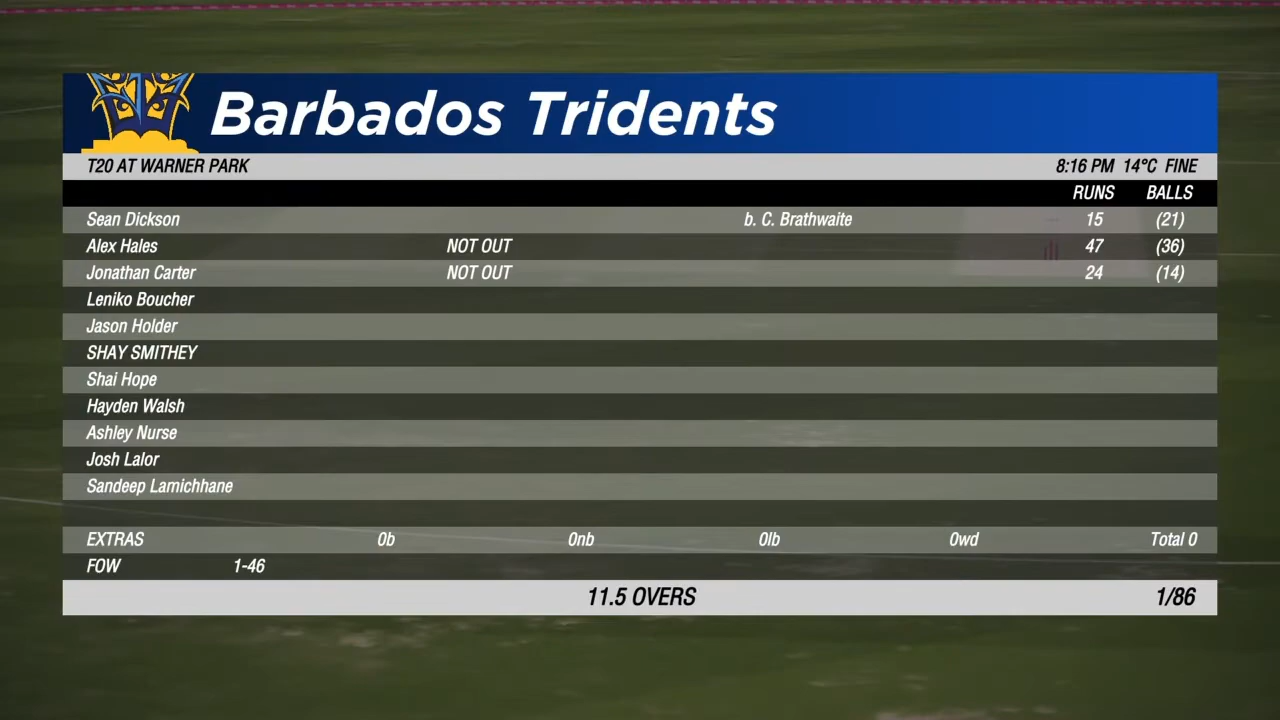 Barbados Tridents
T20 AT WARNER PARK 8:16 PM 14°C FINE
RUNS BALLS
Sean Dickson b. C. Brathwaite 15 (21)
Alex Hales NOT OUT 47 (36)
Jonathan Carter NOT OUT 24 (14)
Leniko Boucher
Jason Holder
SHAY SMITHEY
Shai Hope
Hayden Walsh
Ashley Nurse
Josh Lalor
Sandeep Lamichhane
EXTRAS 0b 0nb 0lb 0wd Total 0
FOW 1-46
11.5 OVERS 1/86